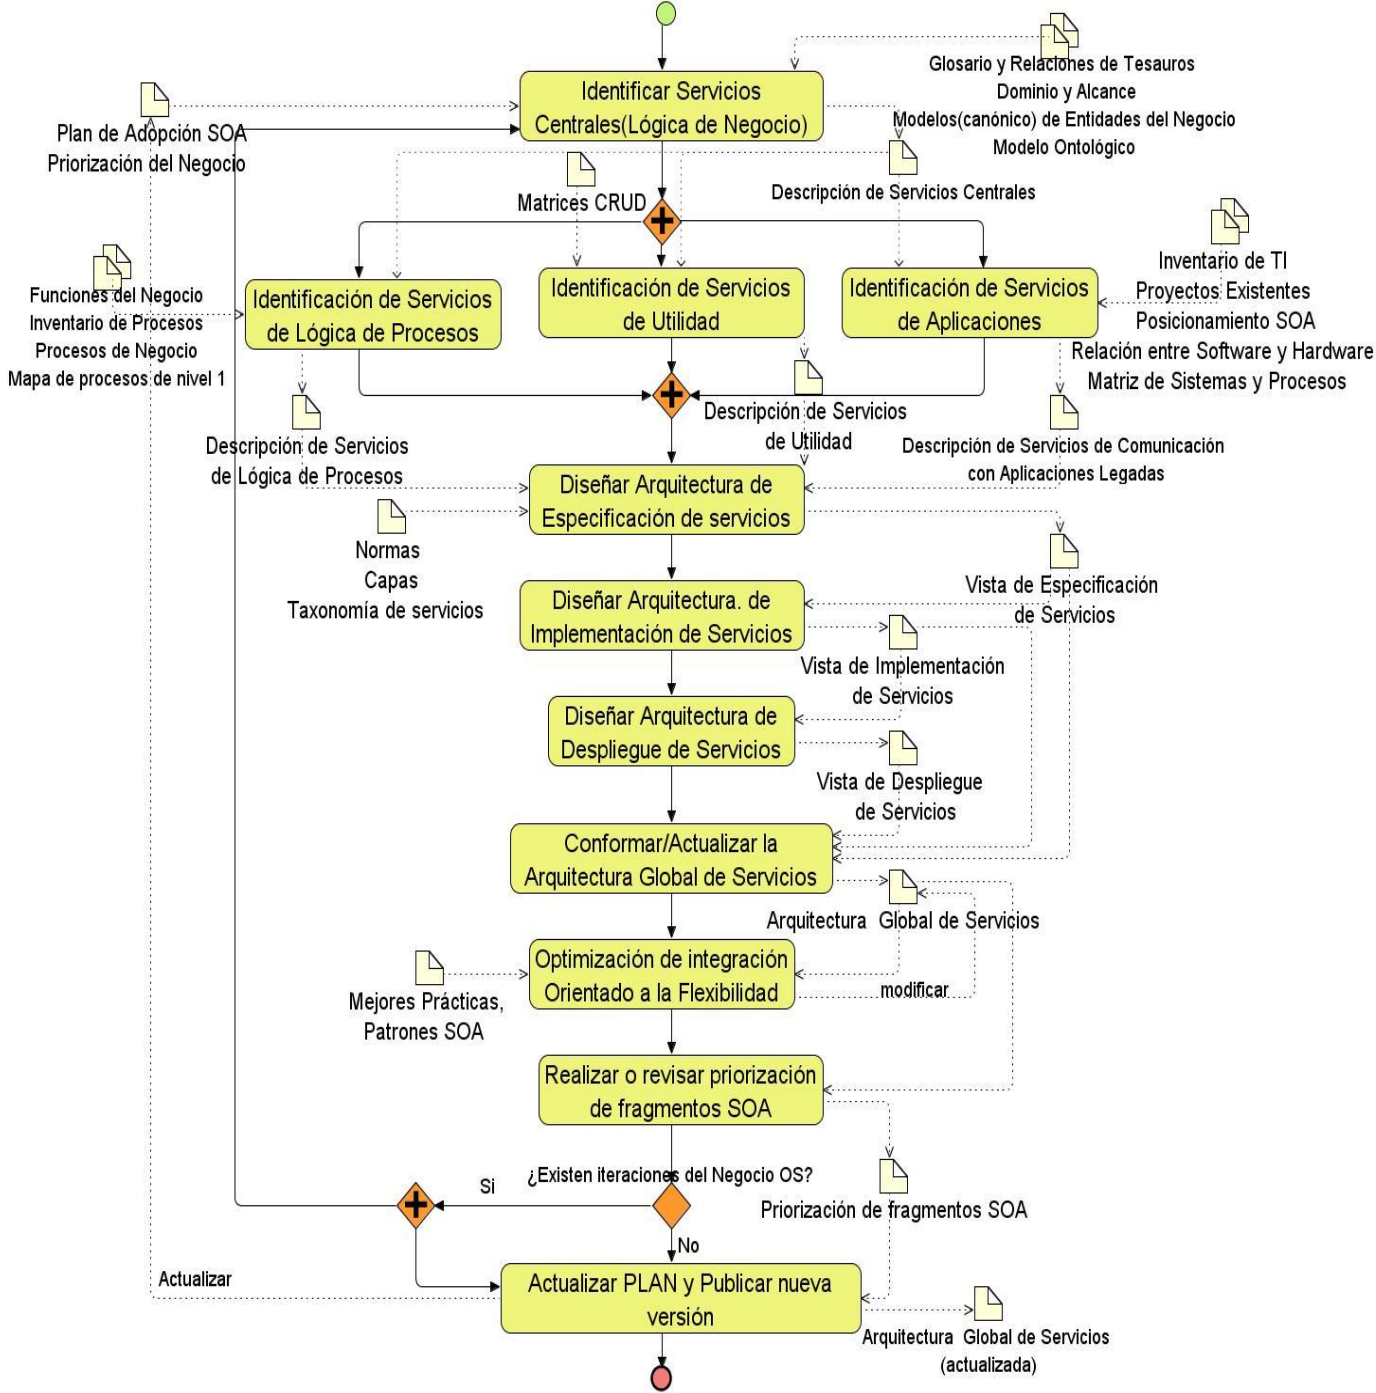 Glosario y Relaciones de Tesauros
Dominio y Alcance
Modelos(canónico) de Entidades del Negocio
Modelo Ontológico
Identificar Servicios
Centrales(Lógica de Negocio)
Plan de Adopción SOA
Priorización del Negocio
Matrices CRUD
Descripción de Servicios Centrales
Inventario de TI
Proyectos Existentes
Posicionamiento SOA
Relación entre Software y Hardware
Matriz de Sistemas y Procesos
Funciones del Negocio
Inventario de Procesos
Procesos de Negocio
Mapa de procesos de nivel 1
Identificación de Servicios
de Lógica de Procesos
Identificación de Servicios
de Utilidad
Identificación de Servicios
de Aplicaciones
Descripción de Servicios
de Lógica de Procesos
Descripción de Servicios
de Utilidad
Descripción de Servicios de Comunicación
con Aplicaciones Legadas
Diseñar Arquitectura de
Especificación de servicios
Normas
Capas
Taxonomía de servicios
Vista de Especificación
de Servicios
Diseñar Arquitectura. de
Implementación de Servicios
Vista de Implementación
de Servicios
Diseñar Arquitectura de
Despliegue de Servicios
Vista de Despliegue
de Servicios
Conformar/Actualizar la
Arquitectura Global de Servicios
Arquitectura Global de Servicios
Optimización de integración
Orientado a la Flexibilidad
modificar
Mejores Prácticas,
Patrones SOA
Realizar o revisar priorización
de fragmentos SOA
¿Existen iteraciones del Negocio OS?
Si
No
Priorización de fragmentos SOA
Actualizar
Actualizar PLAN y Publicar nueva
versión
Arquitectura Global de Servicios
(actualizada)